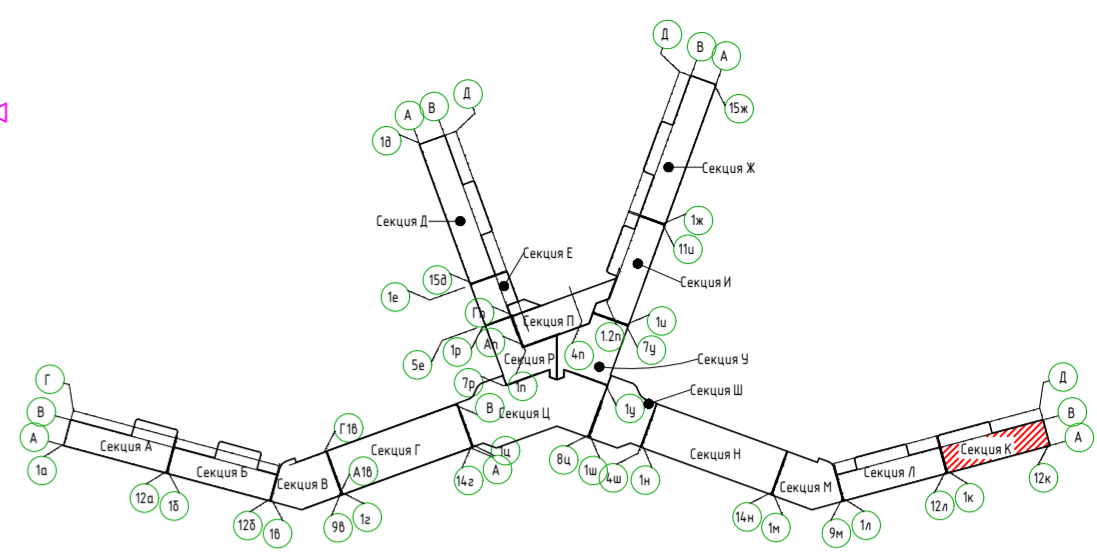 Д
В
А
15ж
Секция Ж
1ж
11и
Секция И
1и
7у
1.2п
Д
В
А
1д
Секция Д
15д
1е
Секция Е
Гп
Секция П
Ап
4п
5е
1р
Секция Р
7р
1п
Секция У
Секция Ш
1у
В
Секция Ц
1ц
А
8ц
1ш
4ш
1н
Г
В
А
1а
Секция А
12а
1б
Секция Б
12б
1в
Секция В
9в
Г1в
А1в
1г
Секция Г
14г
Секция Н
14н
1м
Секция М
9м
1л
Секция Л
12л
1к
Секция К
12к
Д
В
А